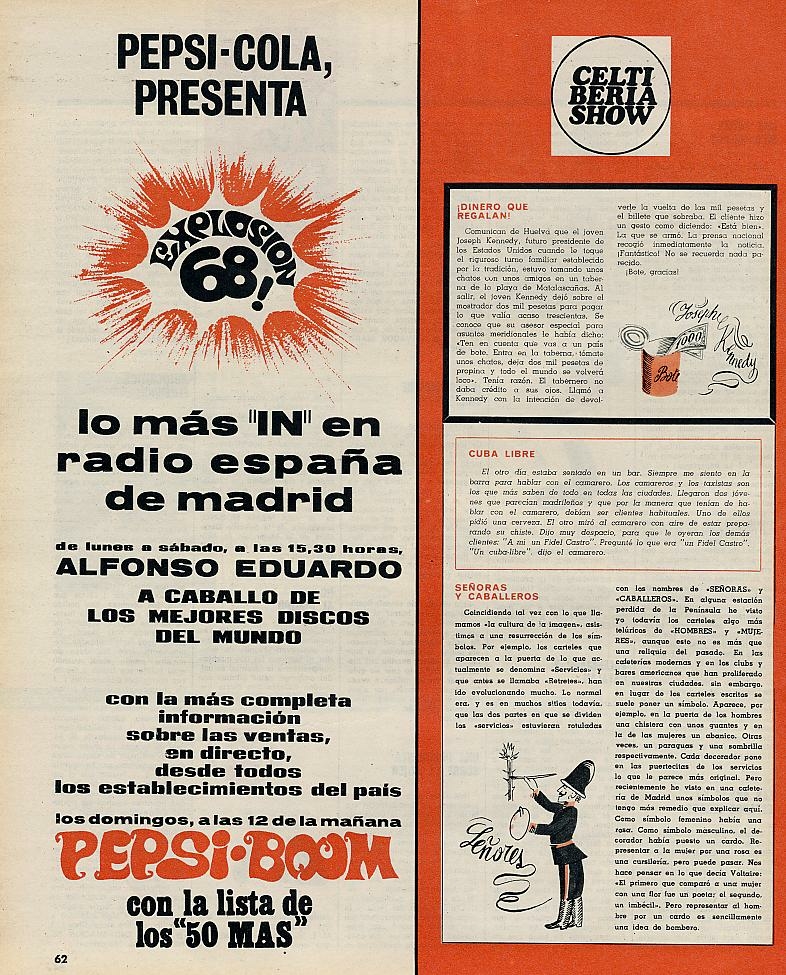 PEPSI-COLA,
PRESENTA
EXPLOSION
68!
lo más "IN" en
radio españa
de madrid
de lunes a sábado, a las 15,30 horas,
ALFONSO EDUARDO
A CABALLO DE
LOS MEJORES DISCOS
DEL MUNDO
con la más completa
información
sobre las ventas,
en directo,
desde todos
los establecimientos del país
los domingos, a las 12 de la mañana
PEPSI-BOOM
con la lista de
los "50 MAS"
62
CELTI
BERIA
SHOW
¡DINERO QUE
REGALAN!
Comunican de Huelva que el joven
Joseph Kennedy, futuro presidente de
los Estados Unidos cuando le toque
el riguroso turno familiar establecido
por la tradición, estuvo tomando unos
chatos con unos amigos en un taber-
na de la playa de Matalascañas. Al
salir, el joven Kennedy dejó sobre el
mostrador dos mil pesetas para pagar
lo que valía acaso trescientas. Se
conoce que su asesor especial para
asuntos meridionales le había dicho:
«Ten en cuenta que vas a un país
de bote. Entra en la taberna, tómate
unos chatos, deja dos mil pesetas de
propina y todo el mundo se volverá
loco». Tenía razón. El tabernero no
daba crédito a sus ojos. Llamó a
Kennedy con la intención de devol-
verle la vuelta de las mil pesetas y
el billete que sobraba. El cliente hizo
un gesto como diciendo: «Está bien».
La que se armó. La prensa nacional
recogió inmediatamente la noticia.
¡Fantástico! No se recuerda nada pa-
recido.
¡Bote, gracias!
Joseph
Kennedy
1000
Bote
CUBA LIBRE
El otro día estaba sentado en un bar. Siempre me siento en la
barra para hablar con el camarero. Los camareros y los taxistas son
los que más saben de todo en todas las ciudades. Llegaron dos jóve-
nes que parecían madrileños y que por la manera que tenían de ha-
blar con el camarero, debían ser clientes habituales. Uno de ellos
pidió una cerveza. El otro miró al camarero con aire de estar prepa-
rando su chiste. Dijo muy despacio, para que le oyeran los demás
clientes: "A mí un Fidel Castro". Pregunté lo que era "un Fidel Castro".
"Un cuba-libre", dijo el camarero.
SEÑORAS
Y CABALLEROS
Coincidiendo tal vez con lo que lla-
mamos «la cultura de la imagen», asis-
timos a una resurrección de los sím-
bolos. Por ejemplo, los carteles que
aparecen a la puerta de lo que ac-
tualmente se denomina «Servicios» y
que antes se llamaba «Retretes», han
ido evolucionando mucho. Lo normal
era, y es en muchos sitios todavía,
que las dos partes en que se dividen
los «servicios» estuvieran rotuladas
con los nombres de «SEÑORAS» y
«CABALLEROS». En alguna estación
perdida de la Península he visto
yo todavía los carteles algo más
telúricos de «HOMBRES» y «MUJE-
RES», aunque esto no es más que
una reliquia del pasado. En las
cafeterías modernas y en los clubs y
bares americanos que han proliferado
en nuestras ciudades, sin embargo,
en lugar de los carteles escritos se
suele poner un símbolo. Aparece, por
ejemplo, en la puerta de los hombres
una chistera con unos guantes y en
la de las mujeres un abanico. Otras
veces, un paraguas y una sombrilla
respectivamente. Cada decorador pone
en las puertecitas de los servicios
lo que le parece más original. Pero
recientemente he visto en una cafete-
ría de Madrid unos símbolos que no
tengo más remedio que explicar aquí.
Como símbolo femenino había una
rosa. Como símbolo masculino, el de-
corador había puesto un cardo. Re-
presentar a la mujer por una rosa es
una cursilería, pero puede pasar. Nos
hace pensar en lo que decía Voltaire:
«El primero que comparó a una mujer
con una flor fue un poeta; el segundo,
un imbécil». Pero representar al hom-
bre por un cardo es sencillamente
una idea de bombero.
Señores